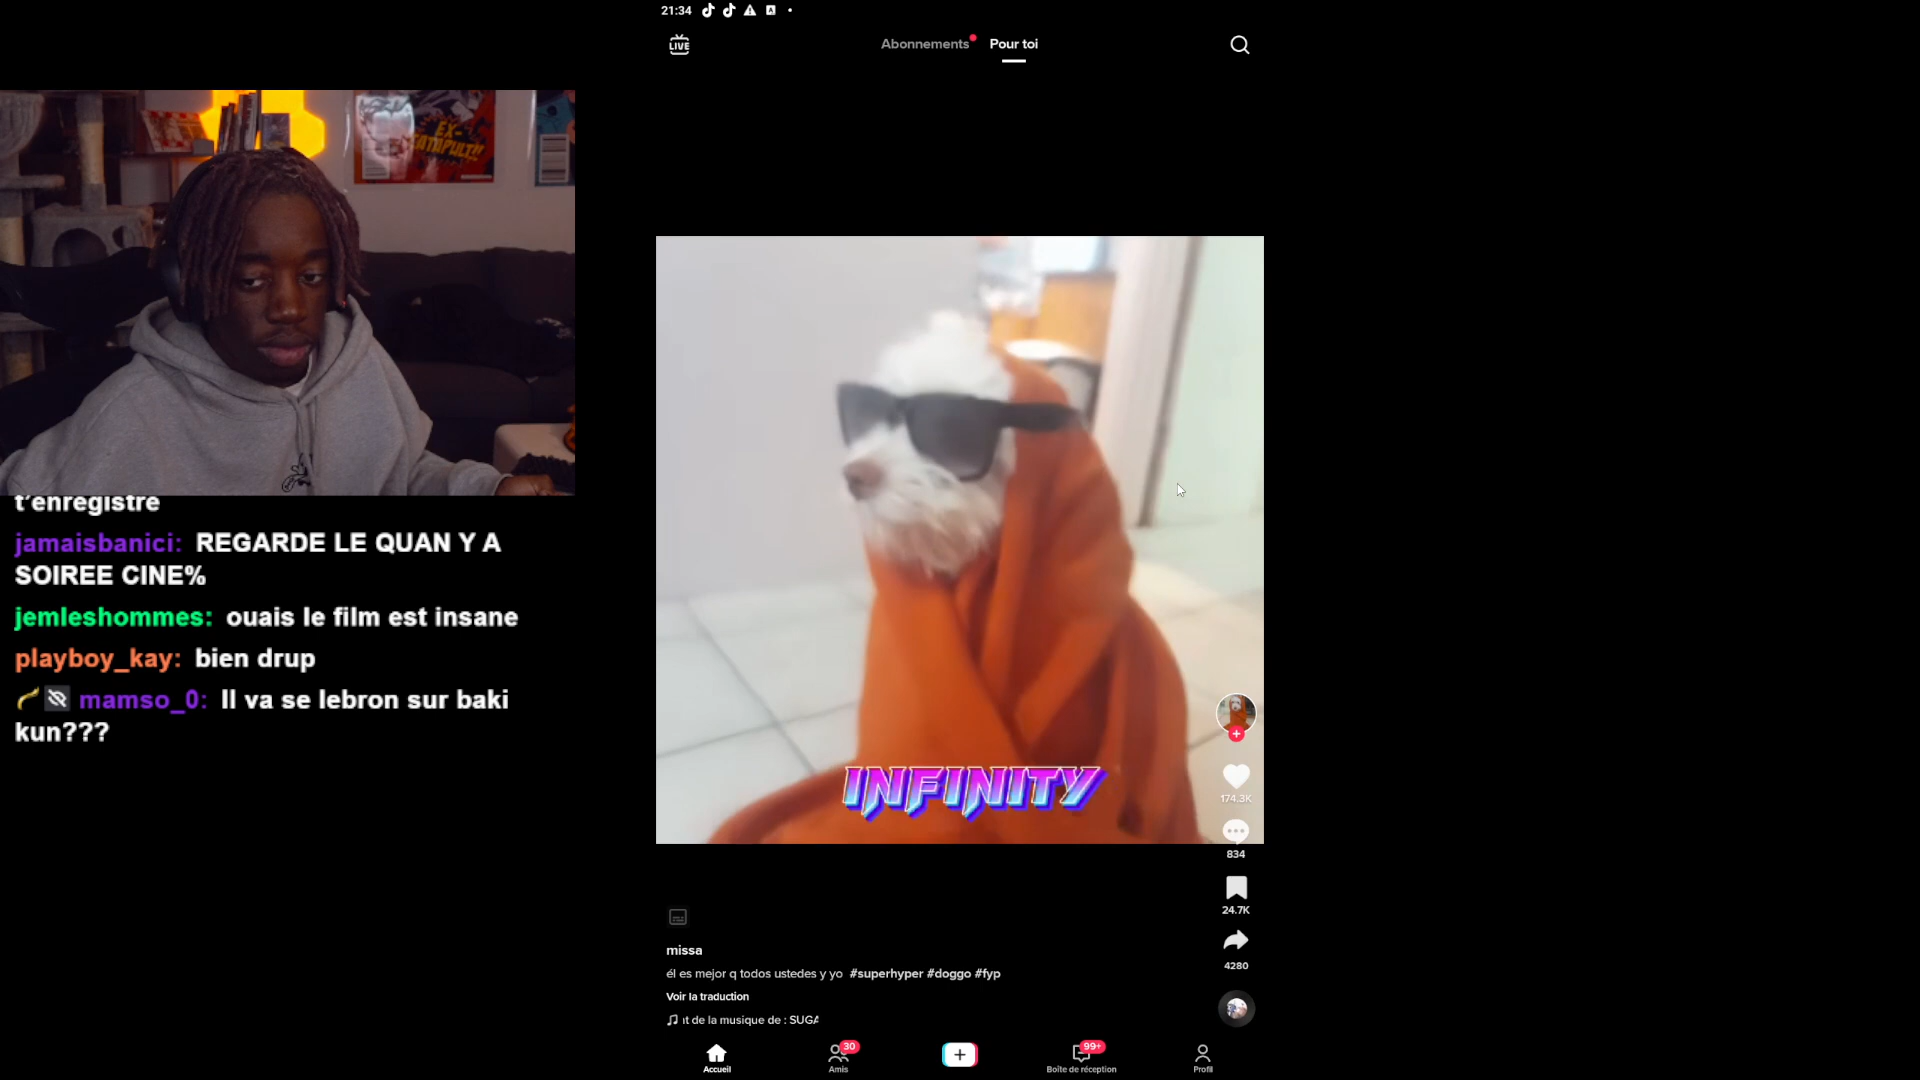 21:34
LIVE
Abonnements
Pour toi
EX-
CATAPULT!!
t'enregistre
jamaisbanici: REGARDE LE QUAN Y A
SOIREE CINE%
jemleshommes: ouais le film est insane
playboy_kay: bien drup
mamso_0: Il va se lebron sur baki
kun???
INFINITY
174.3K
834
24.7K
4280
missa
él es mejor q todos ustedes y yo #superhyper #doggo #fyp
Voir la traduction
t de la musique de : SUGA
Accueil
30
Amis
99+
Boîte de réception
Profil